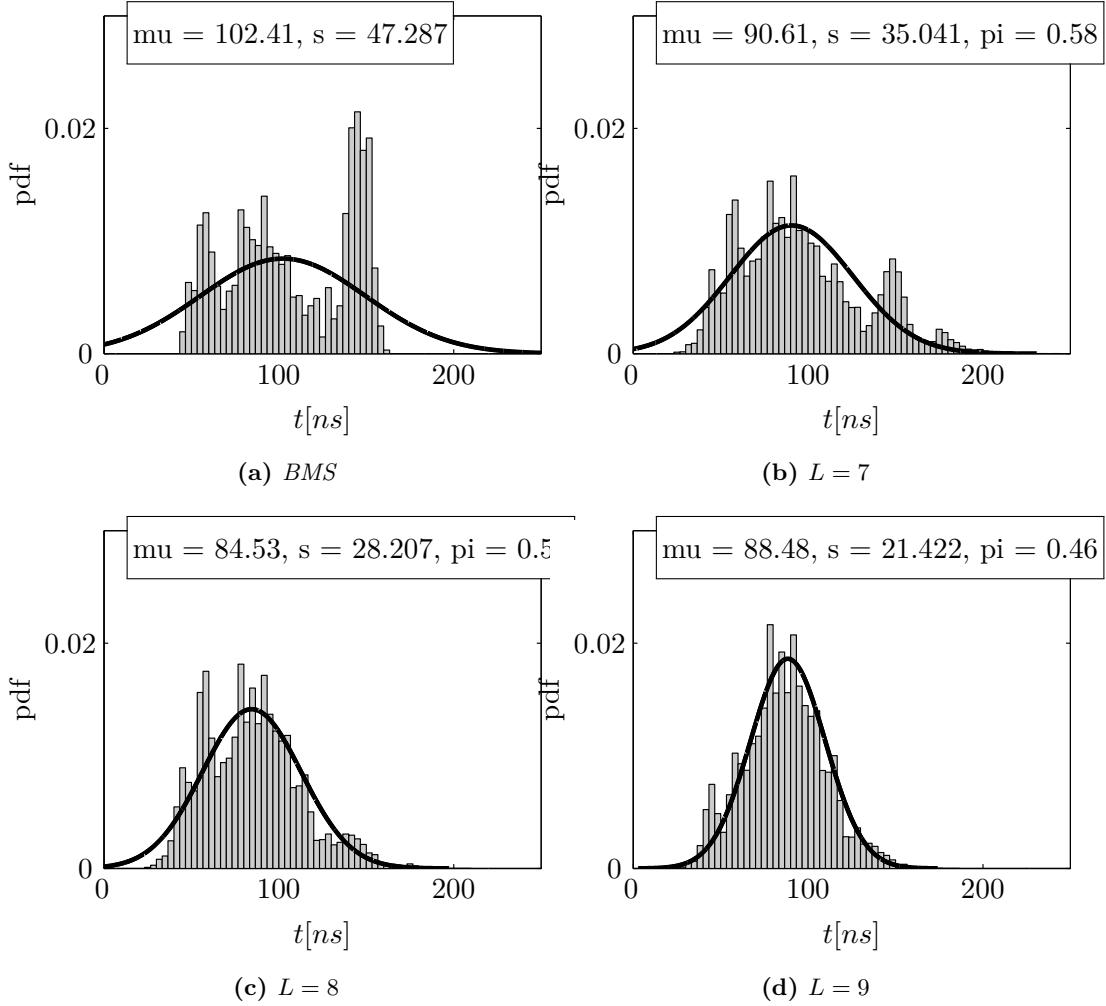 mu = 102.41, s = 47.287
pdf
0.02
0
0 100 200
t[ns]
(a) BMS
mu = 90.61, s = 35.041, pi = 0.58
pdf
0.02
0
0 100 200
t[ns]
(b) L = 7
mu = 84.53, s = 28.207, pi = 0.5
pdf
0.02
0
0 100 200
t[ns]
(c) L = 8
mu = 88.48, s = 21.422, pi = 0.46
pdf
0.02
0
0 100 200
t[ns]
(d) L = 9